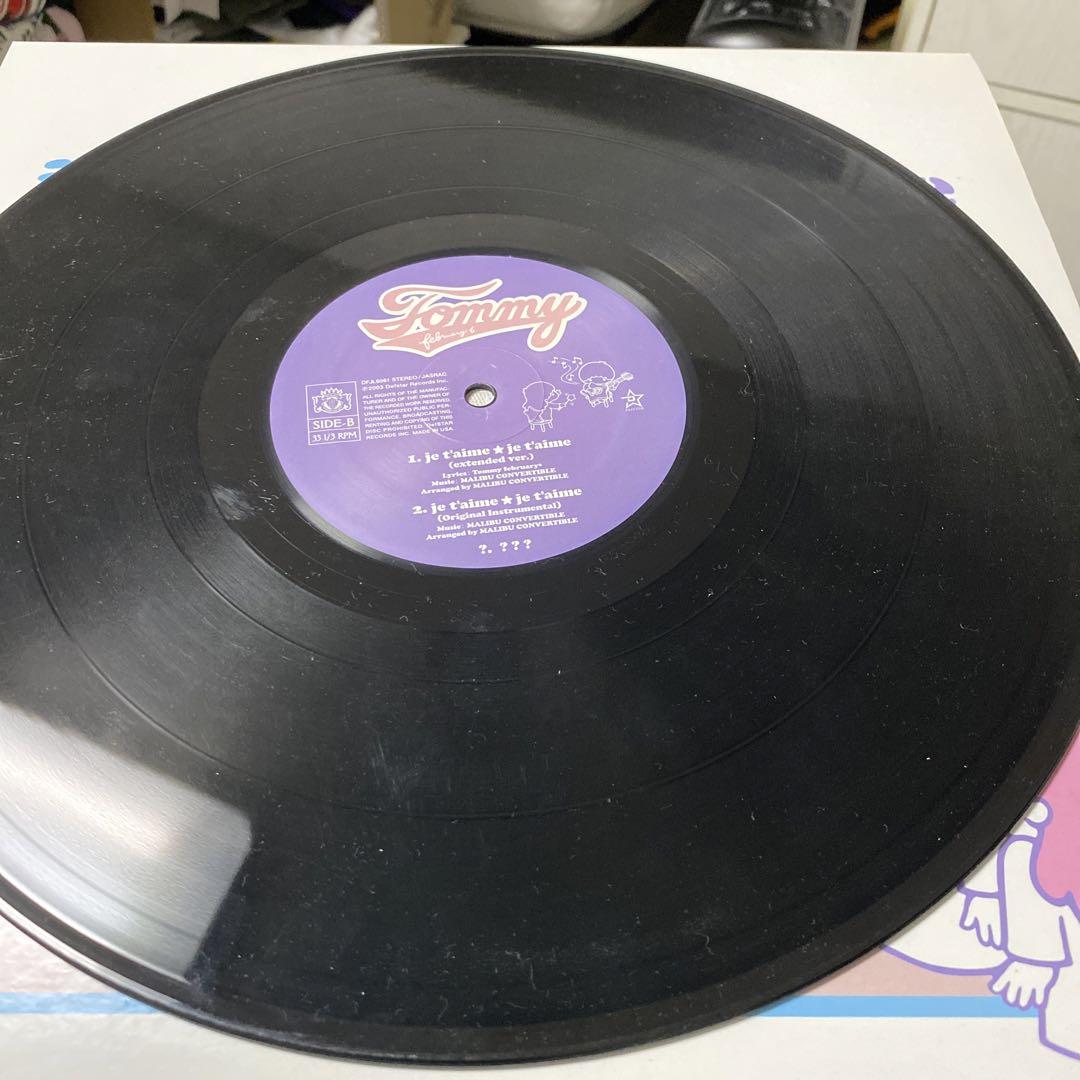 Tommy
february 6
DFA 6061 STEREO/JASRAC
℗2003 Defstar Records Inc.
ALL RIGHTS OF THE MANUFAC-
TURER AND OF THE OWNER OF
THE RECORDED WORK RESERVED.
UNAUTHORIZED PUBLIC PER-
FORMANCE, BROADCASTING,
RENTING AND COPYING OF THIS
DISC PROHIBITED. DefSTAR
RECORDS INC. MADE IN USA
SIDE-B
33 1/3 RPM
1. je t'aime ★ je t'aime
(extended ver.)
Lyrics : Tommy february6
Music : MALIBU CONVERTIBLE
Arranged by MALIBU CONVERTIBLE
2. je t'aime ★ je t'aime
(Original Instrumental)
Music : MALIBU CONVERTIBLE
Arranged by MALIBU CONVERTIBLE
?. ???